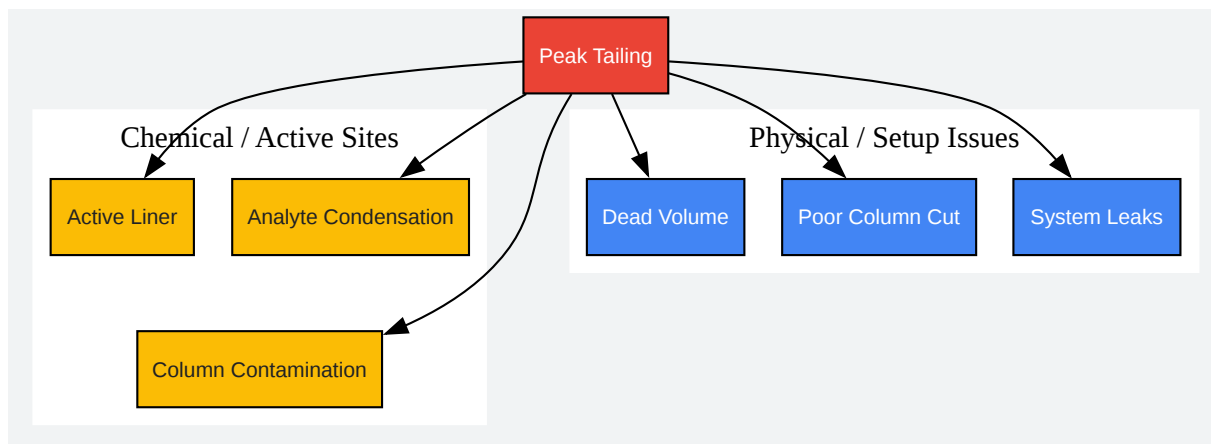 Peak Tailing
Chemical / Active Sites
Physical / Setup Issues
Active Liner
Analyte Condensation
Dead Volume
Poor Column Cut
System Leaks
Column Contamination